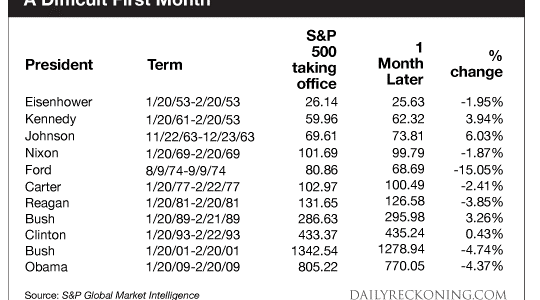 A Difficult First Month
President Term S&P 500 taking office 1 Month Later % change
Eisenhower 1/20/53-2/20/53 26.14 25.63 -1.95%
Kennedy 1/20/61-2/20/53 59.96 62.32 3.94%
Johnson 11/22/63-12/23/63 69.61 73.81 6.03%
Nixon 1/20/69-2/20/69 101.69 99.79 -1.87%
Ford 8/9/74-9/9/74 80.86 68.69 -15.05%
Carter 1/20/77-2/22/77 102.97 100.49 -2.41%
Reagan 1/20/81-2/20/81 131.65 126.58 -3.85%
Bush 1/20/89-2/21/89 286.63 295.98 3.26%
Clinton 1/20/93-2/22/93 433.37 435.24 0.43%
Bush 1/20/01-2/20/01 1342.54 1278.94 -4.74%
Obama 1/20/09-2/20/09 805.22 770.05 -4.37%
Source: S&P Global Market Intelligence DAILYRECKONING.COM